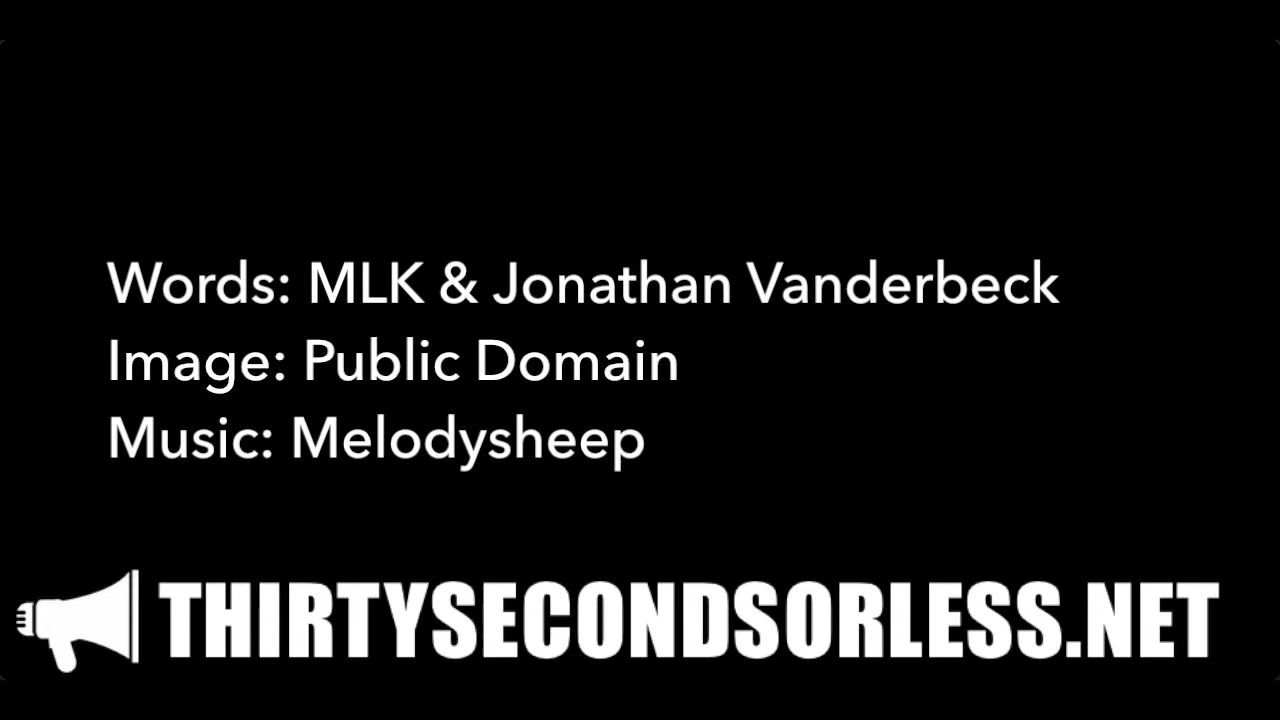 Words: MLK & Jonathan Vanderbeck
Image: Public Domain
Music: Melodysheep
THIRTYSECONDSORLESS.NET